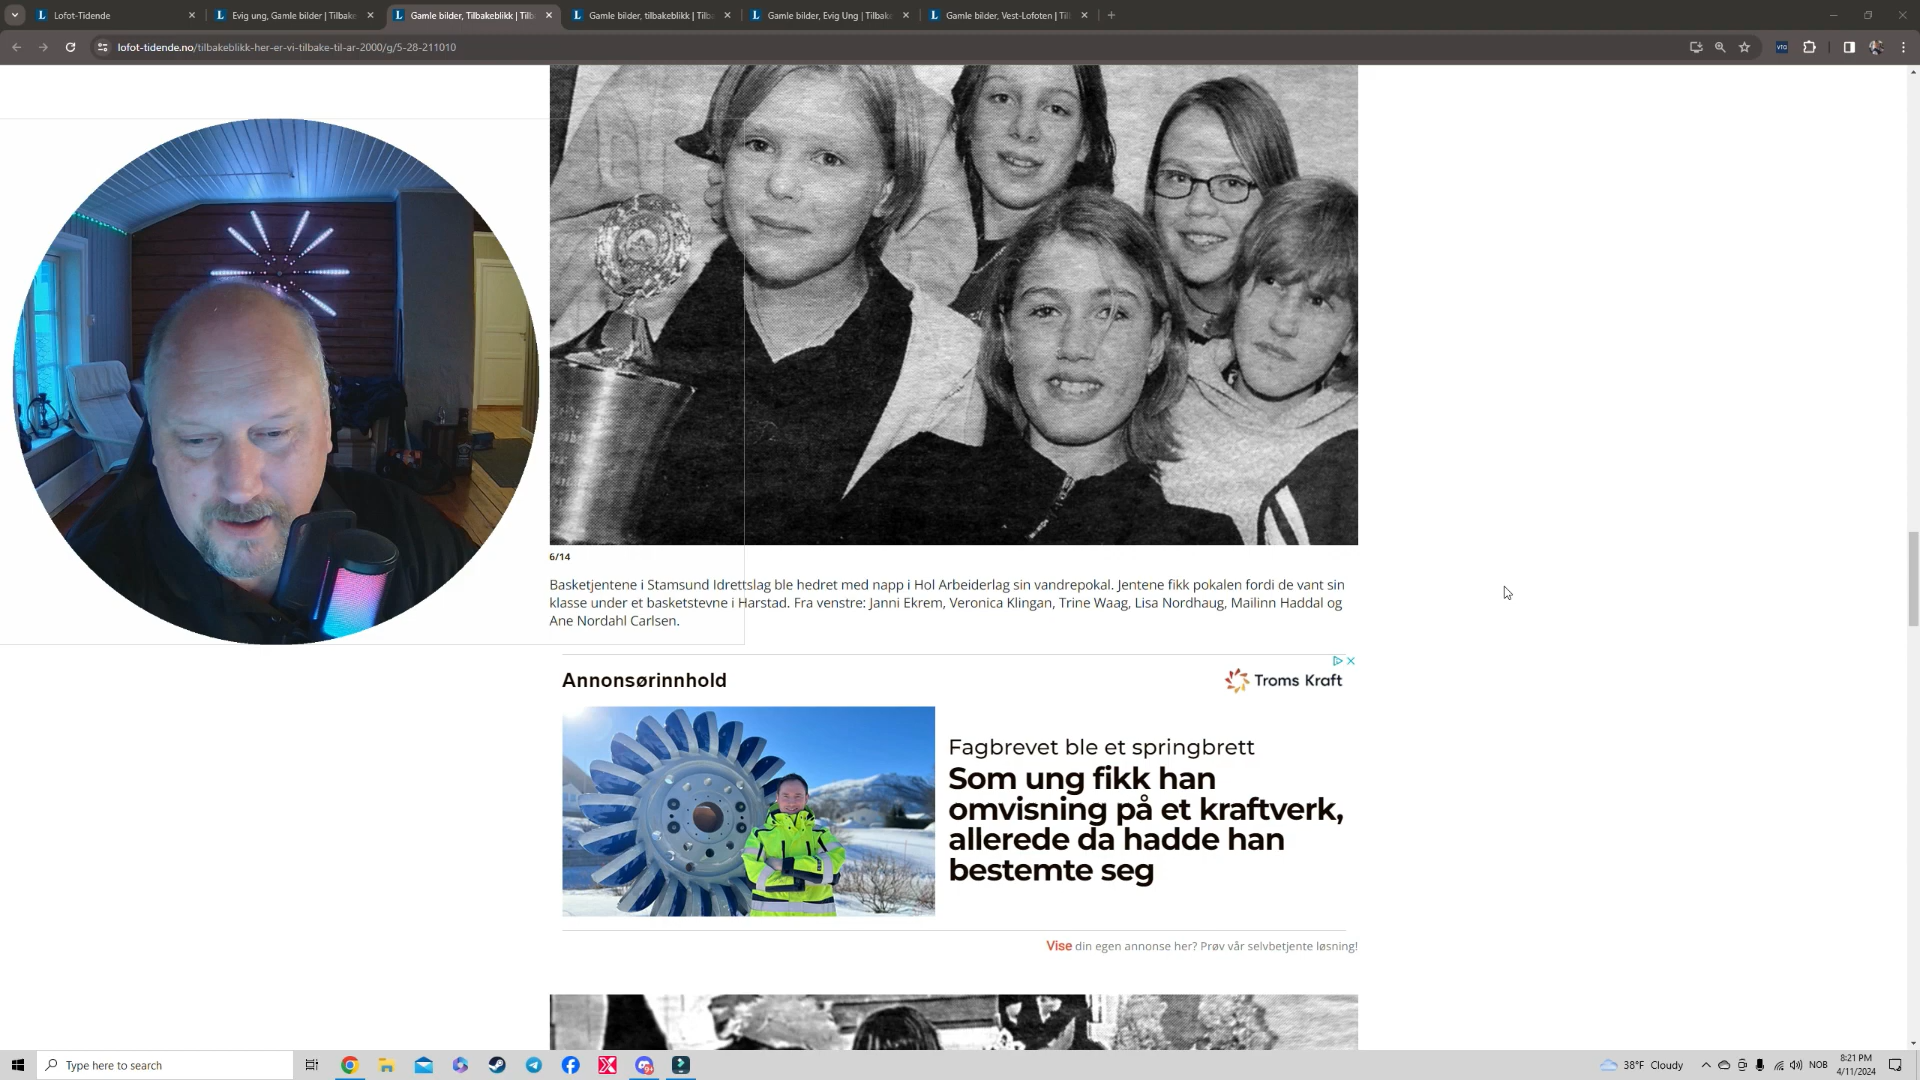 Lofot-Tidende
Evig ung, Gamle bilder | Tilbake
Gamle bilder, Tilbakeblikk | Tilb
Gamle bilder, tilbakeblikk | Tilb
Gamle bilder, Evig Ung | Tilbak
Gamle bilder, Vest-Lofoten | Til
lofot-tidende.no/tilbakeblikk-her-er-vi-tilbake-til-ar-2000/g/5-28-211010
6/14
Basketjentene i Stamsund Idrettslag ble hedret med napp i Hol Arbeiderlag sin vandrepokal. Jentene fikk pokalen fordi de vant sin
klasse under et basketstevne i Harstad. Fra venstre: Janni Ekrem, Veronica Klingan, Trine Waag, Lisa Nordhaug, Mailinn Haddal og
Ane Nordahl Carlsen.
Annonsørinnhold
Troms Kraft
Fagbrevet ble et springbrett
Som ung fikk han
omvisning på et kraftverk,
allerede da hadde han
bestemte seg
Vise din egen annonse her? Prøv vår selvbetjente løsning!
Type here to search
38°F Cloudy
NOB
8:21 PM
4/11/2024